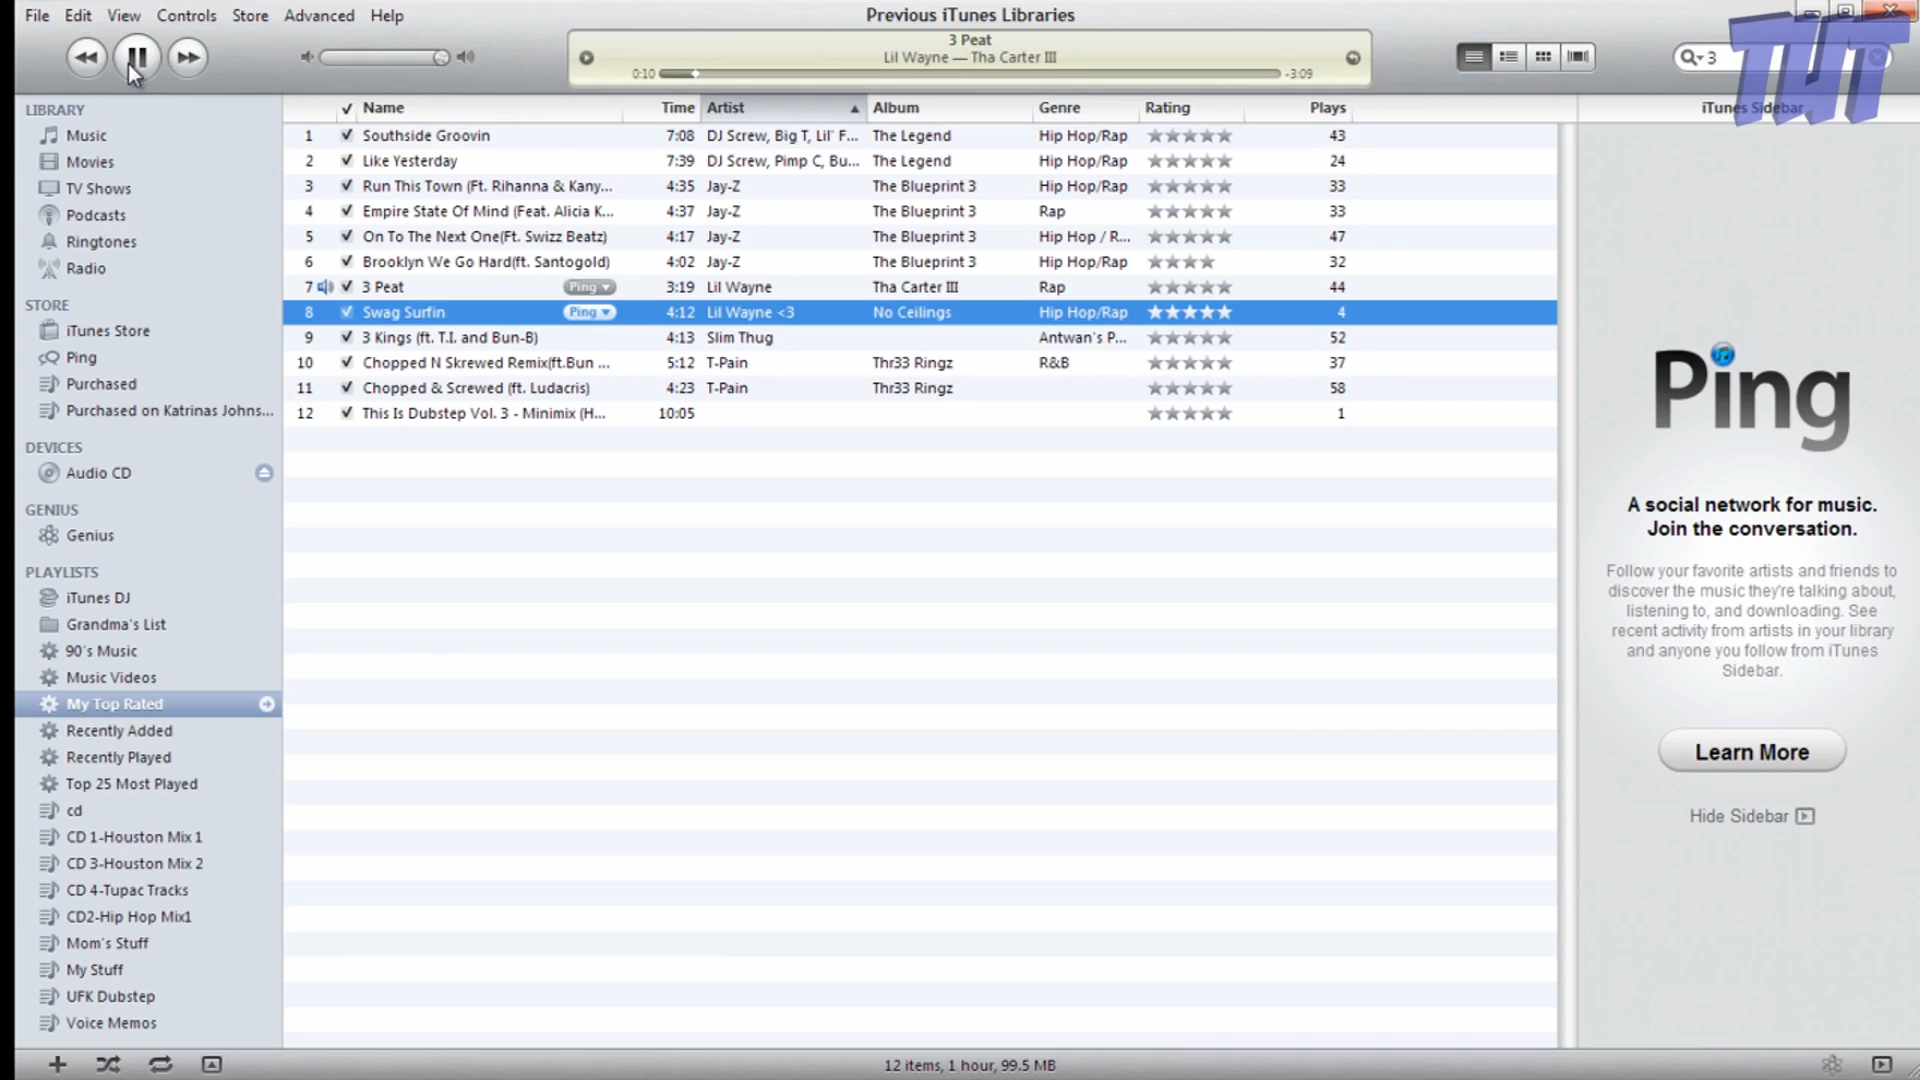 File Edit View Controls Store Advanced Help
Previous iTunes Libraries
3 Peat
Lil Wayne — Tha Carter III
0:10 -3:09
3
TUT
LIBRARY
Music
Movies
TV Shows
Podcasts
Ringtones
Radio
STORE
iTunes Store
Ping
Purchased
Purchased on Katrinas Johns...
DEVICES
Audio CD
GENIUS
Genius
PLAYLISTS
iTunes DJ
Grandma's List
90's Music
Music Videos
My Top Rated
Recently Added
Recently Played
Top 25 Most Played
cd
CD 1-Houston Mix 1
CD 3-Houston Mix 2
CD 4-Tupac Tracks
CD2-Hip Hop Mix1
Mom's Stuff
My Stuff
UFK Dubstep
Voice Memos
Name Time Artist Album Genre Rating Plays
1 Southside Groovin 7:08 DJ Screw, Big T, Lil' F... The Legend Hip Hop/Rap 43
2 Like Yesterday 7:39 DJ Screw, Pimp C, Bu... The Legend Hip Hop/Rap 24
3 Run This Town (Ft. Rihanna & Kany... 4:35 Jay-Z The Blueprint 3 Hip Hop/Rap 33
4 Empire State Of Mind (Feat. Alicia K... 4:37 Jay-Z The Blueprint 3 Rap 33
5 On To The Next One(Ft. Swizz Beatz) 4:17 Jay-Z The Blueprint 3 Hip Hop / R... 47
6 Brooklyn We Go Hard(ft. Santogold) 4:02 Jay-Z The Blueprint 3 Hip Hop/Rap 32
7 3 Peat Ping 3:19 Lil Wayne Tha Carter III Rap 44
8 Swag Surfin Ping 4:12 Lil Wayne <3 No Ceilings Hip Hop/Rap 4
9 3 Kings (ft. T.I. and Bun-B) 4:13 Slim Thug Antwan's P... 52
10 Chopped N Skrewed Remix(ft.Bun ... 5:12 T-Pain Thr33 Ringz R&B 37
11 Chopped & Screwed (ft. Ludacris) 4:23 T-Pain Thr33 Ringz 58
12 This Is Dubstep Vol. 3 - Minimix (H... 10:05 1
iTunes Sidebar
Ping
A social network for music.
Join the conversation.
Follow your favorite artists and friends to
discover the music they're talking about,
listening to, and downloading. See
recent activity from artists in your library
and anyone you follow from iTunes
Sidebar.
Learn More
Hide Sidebar
12 items, 1 hour, 99.5 MB